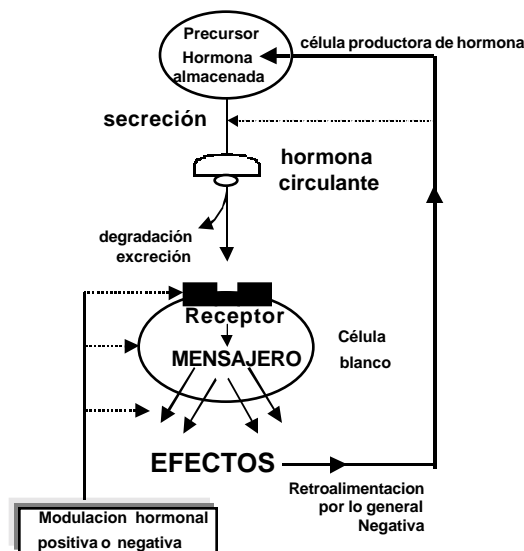 Precursor
Hormona
almacenada
célula productora de hormona
secreción
hormona
circulante
degradación
excreción
Receptor
MENSAJERO
Célula
blanco
EFECTOS
Retroalimentacion
por lo general
Negativa
Modulacion hormonal
positiva o negativa